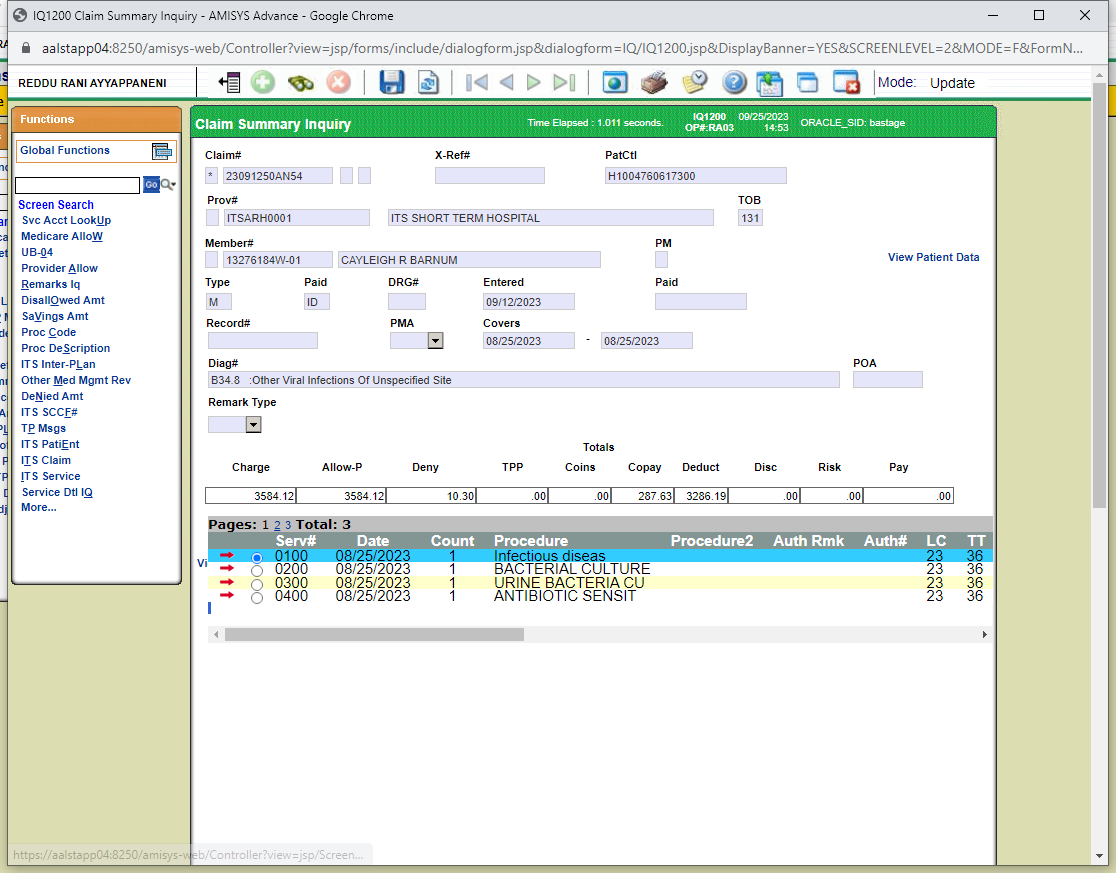 IQ1200 Claim Summary Inquiry - AMISYS Advance - Google Chrome
aalstapp04:8250/amisys-web/Controller?view=jsp/forms/include/dialogform.jsp&dialogform=IQ/IQ1200.jsp&DisplayBanner=YES&SCREENLEVEL=2&MODE=F&FormN...
REDDU RANI AYYAPPANENI
Mode: Update
Functions
Global Functions
Go
Screen Search
Svc Acct LookUp
Medicare AlloW
UB-04
Provider Allow
Remarks Iq
DisallOwed Amt
SaVings Amt
Proc Code
Proc DeScription
ITS Inter-PLan
Other Med Mgmt Rev
DeNied Amt
ITS SCCF#
TP Msgs
ITS PatiEnt
ITS Claim
ITS Service
Service Dtl IQ
More...
Claim Summary Inquiry
Time Elapsed : 1.011 seconds.
IQ1200 09/25/2023
OP#:RA03 14:53
ORACLE_SID: bastage
Claim# X-Ref# PatCtl
* 23091250AN54 H1004760617300
Prov# TOB
ITSARH0001 ITS SHORT TERM HOSPITAL 131
Member# PM
13276184W-01 CAYLEIGH R BARNUM
View Patient Data
Type Paid DRG# Entered Paid
M ID 09/12/2023
Record# PMA Covers
08/25/2023 - 08/25/2023
Diag# POA
B34.8 :Other Viral Infections Of Unspecified Site
Remark Type
Totals
Charge Allow-P Deny TPP Coins Copay Deduct Disc Risk Pay
3584.12 3584.12 10.30 .00 .00 287.63 3286.19 .00 .00 .00
Pages: 1 2 3 Total: 3
Serv# Date Count Procedure Procedure2 Auth Rmk Auth# LC TT
Vi
0100 08/25/2023 1 Infectious diseas 23 36
0200 08/25/2023 1 BACTERIAL CULTURE 23 36
0300 08/25/2023 1 URINE BACTERIA CU 23 36
0400 08/25/2023 1 ANTIBIOTIC SENSIT 23 36
https://aalstapp04:8250/amisys-web/Controller?view=jsp/Screen...